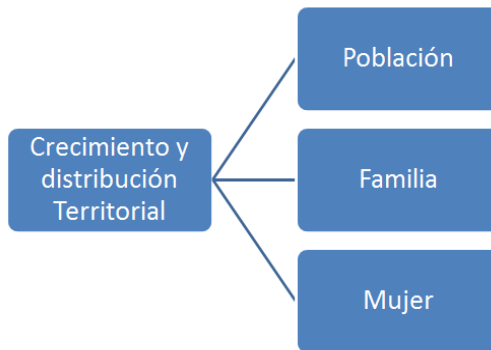 Crecimiento y
distribución
Territorial
Población
Familia
Mujer